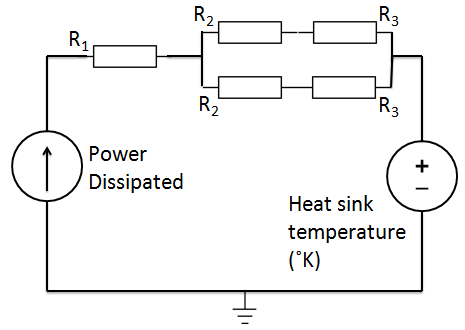 R2
R3
R1
R2
R3
Power
Dissipated
+
Heat sink
temperature
(˚K)